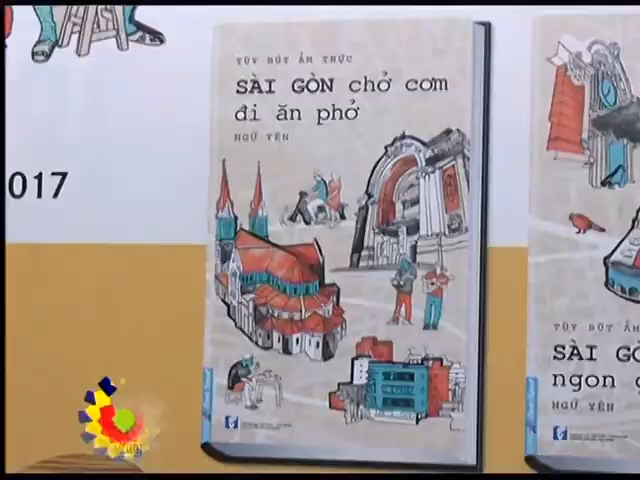 TÙY BÚT ẨM THỰC
SÀI GÒN chở cơm
đi ăn phở
NGỮ YÊN
017
TÙY BÚT ẨM
SÀI GÒ
ngon
NGỮ YÊN